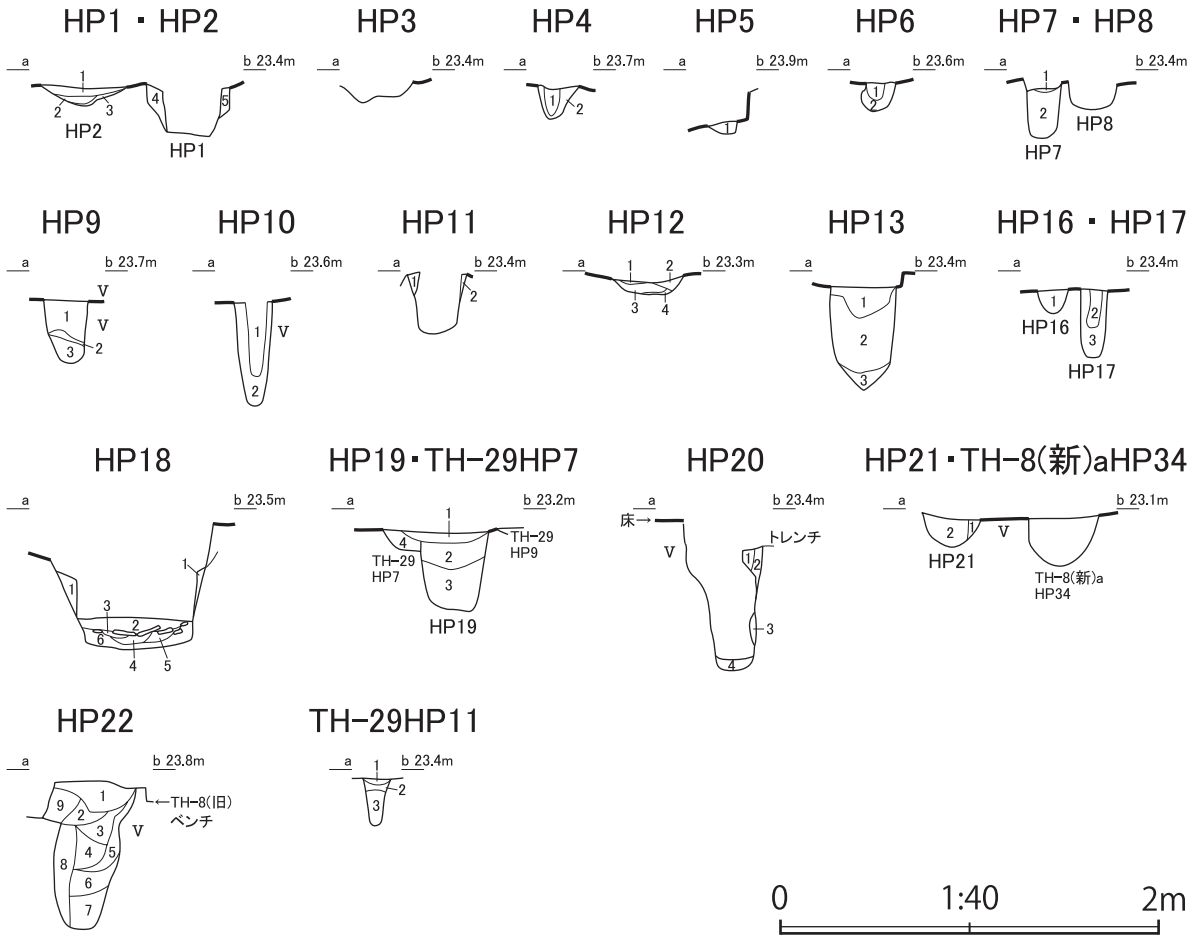 HP1・HP2
a
b 23.4m
1
4
5
2
3
HP2
HP1
HP3
a
b 23.4m
HP4
a
b 23.7m
1
2
HP5
a
b 23.9m
1
HP6
a
b 23.6m
1
2
HP7・HP8
a
b 23.4m
1
2
HP8
HP7
HP9
a
b 23.7m
V
1
V
2
3
HP10
a
b 23.6m
1
V
2
HP11
a
b 23.4m
1
2
HP12
a
b 23.3m
1
2
3
4
HP13
a
b 23.4m
1
2
3
HP16・HP17
a
b 23.4m
1
2
HP16
3
HP17
HP18
a
b 23.5m
1
1
3
2
6
4
5
HP19・TH-29HP7
a
b 23.2m
1
TH-29
HP9
4
2
TH-29
HP7
3
HP19
HP20
a
b 23.4m
床→
トレンチ
V
1
2
3
4
HP21・TH-8(新)aHP34
a
b 23.1m
2
1
V
HP21
TH-8(新)a
HP34
HP22
a
b 23.8m
1
←TH-8(旧)
ベンチ
9
2
3
V
4
5
8
6
7
TH-29HP11
a
b 23.4m
1
2
3
0
1:40
2m